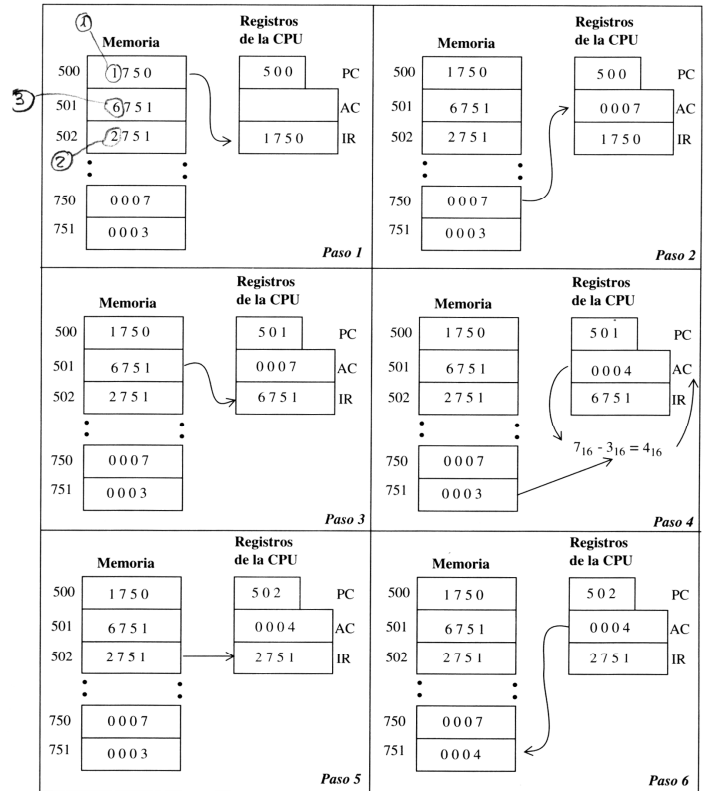 ①
Registros
de la CPU
Memoria
500 1750 500 PC
③
501 6751 AC
502 2751 1750 IR
②
750 0007
751 0003
Paso 1
Registros
de la CPU
Memoria
500 1750 500 PC
501 6751 0007 AC
502 2751 1750 IR
750 0007
751 0003
Paso 2
Registros
de la CPU
Memoria
500 1750 501 PC
501 6751 0007 AC
502 2751 6751 IR
750 0007
751 0003
Paso 3
Registros
de la CPU
Memoria
500 1750 501 PC
501 6751 0004 AC
502 2751 6751 IR
7₁₆ - 3₁₆ = 4₁₆
750 0007
751 0003
Paso 4
Registros
de la CPU
Memoria
500 1750 502 PC
501 6751 0004 AC
502 2751 2751 IR
750 0007
751 0003
Paso 5
Registros
de la CPU
Memoria
500 1750 502 PC
501 6751 0004 AC
502 2751 2751 IR
750 0007
751 0004
Paso 6